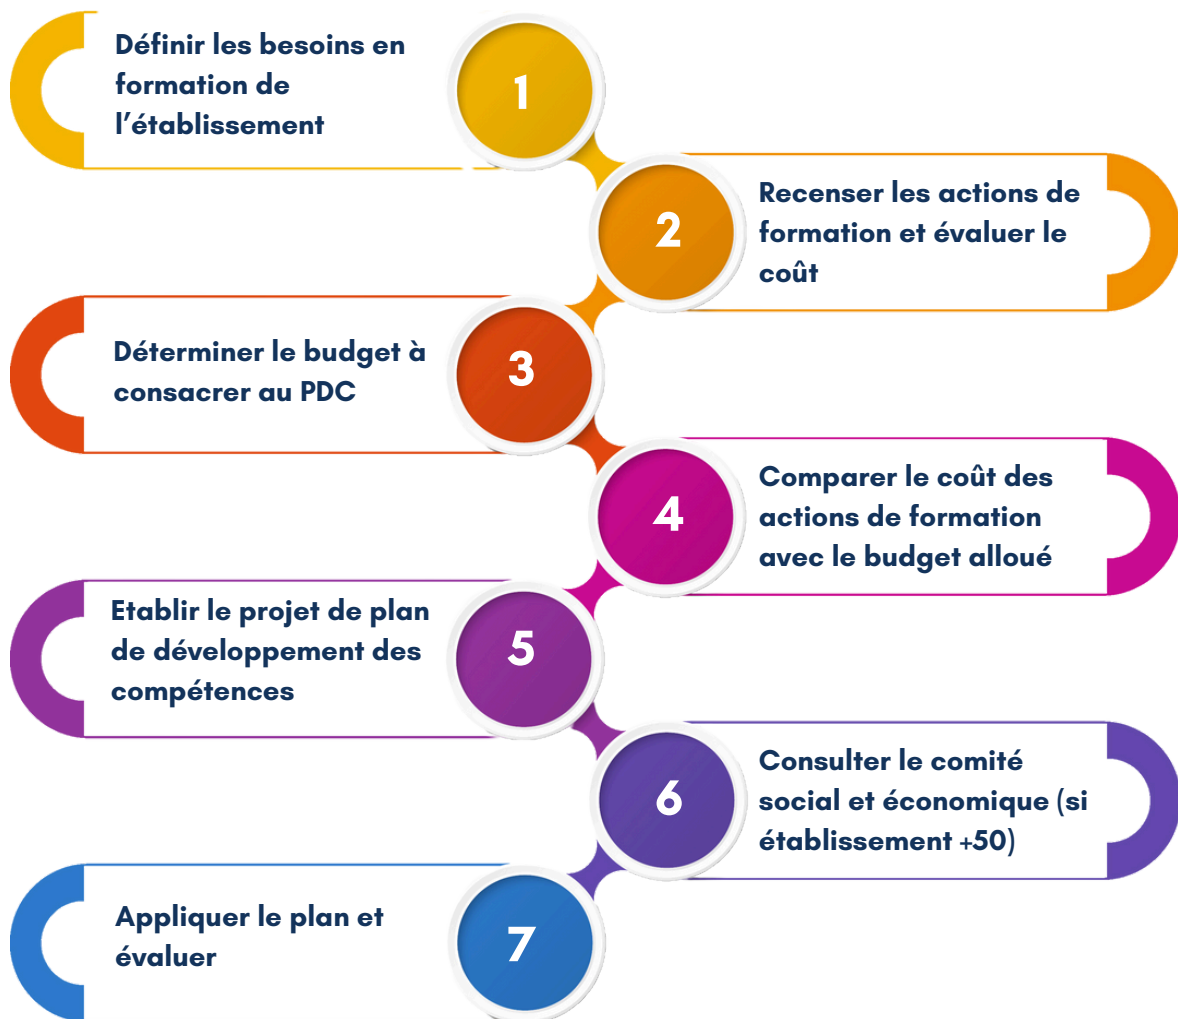 1
Définir les besoins en
formation de
l’établissement
2
Recenser les actions de
formation et évaluer le
coût
3
Déterminer le budget à
consacrer au PDC
4
Comparer le coût des
actions de formation
avec le budget alloué
5
Etablir le projet de plan
de développement des
compétences
6
Consulter le comité
social et économique (si
établissement +50)
7
Appliquer le plan et
évaluer